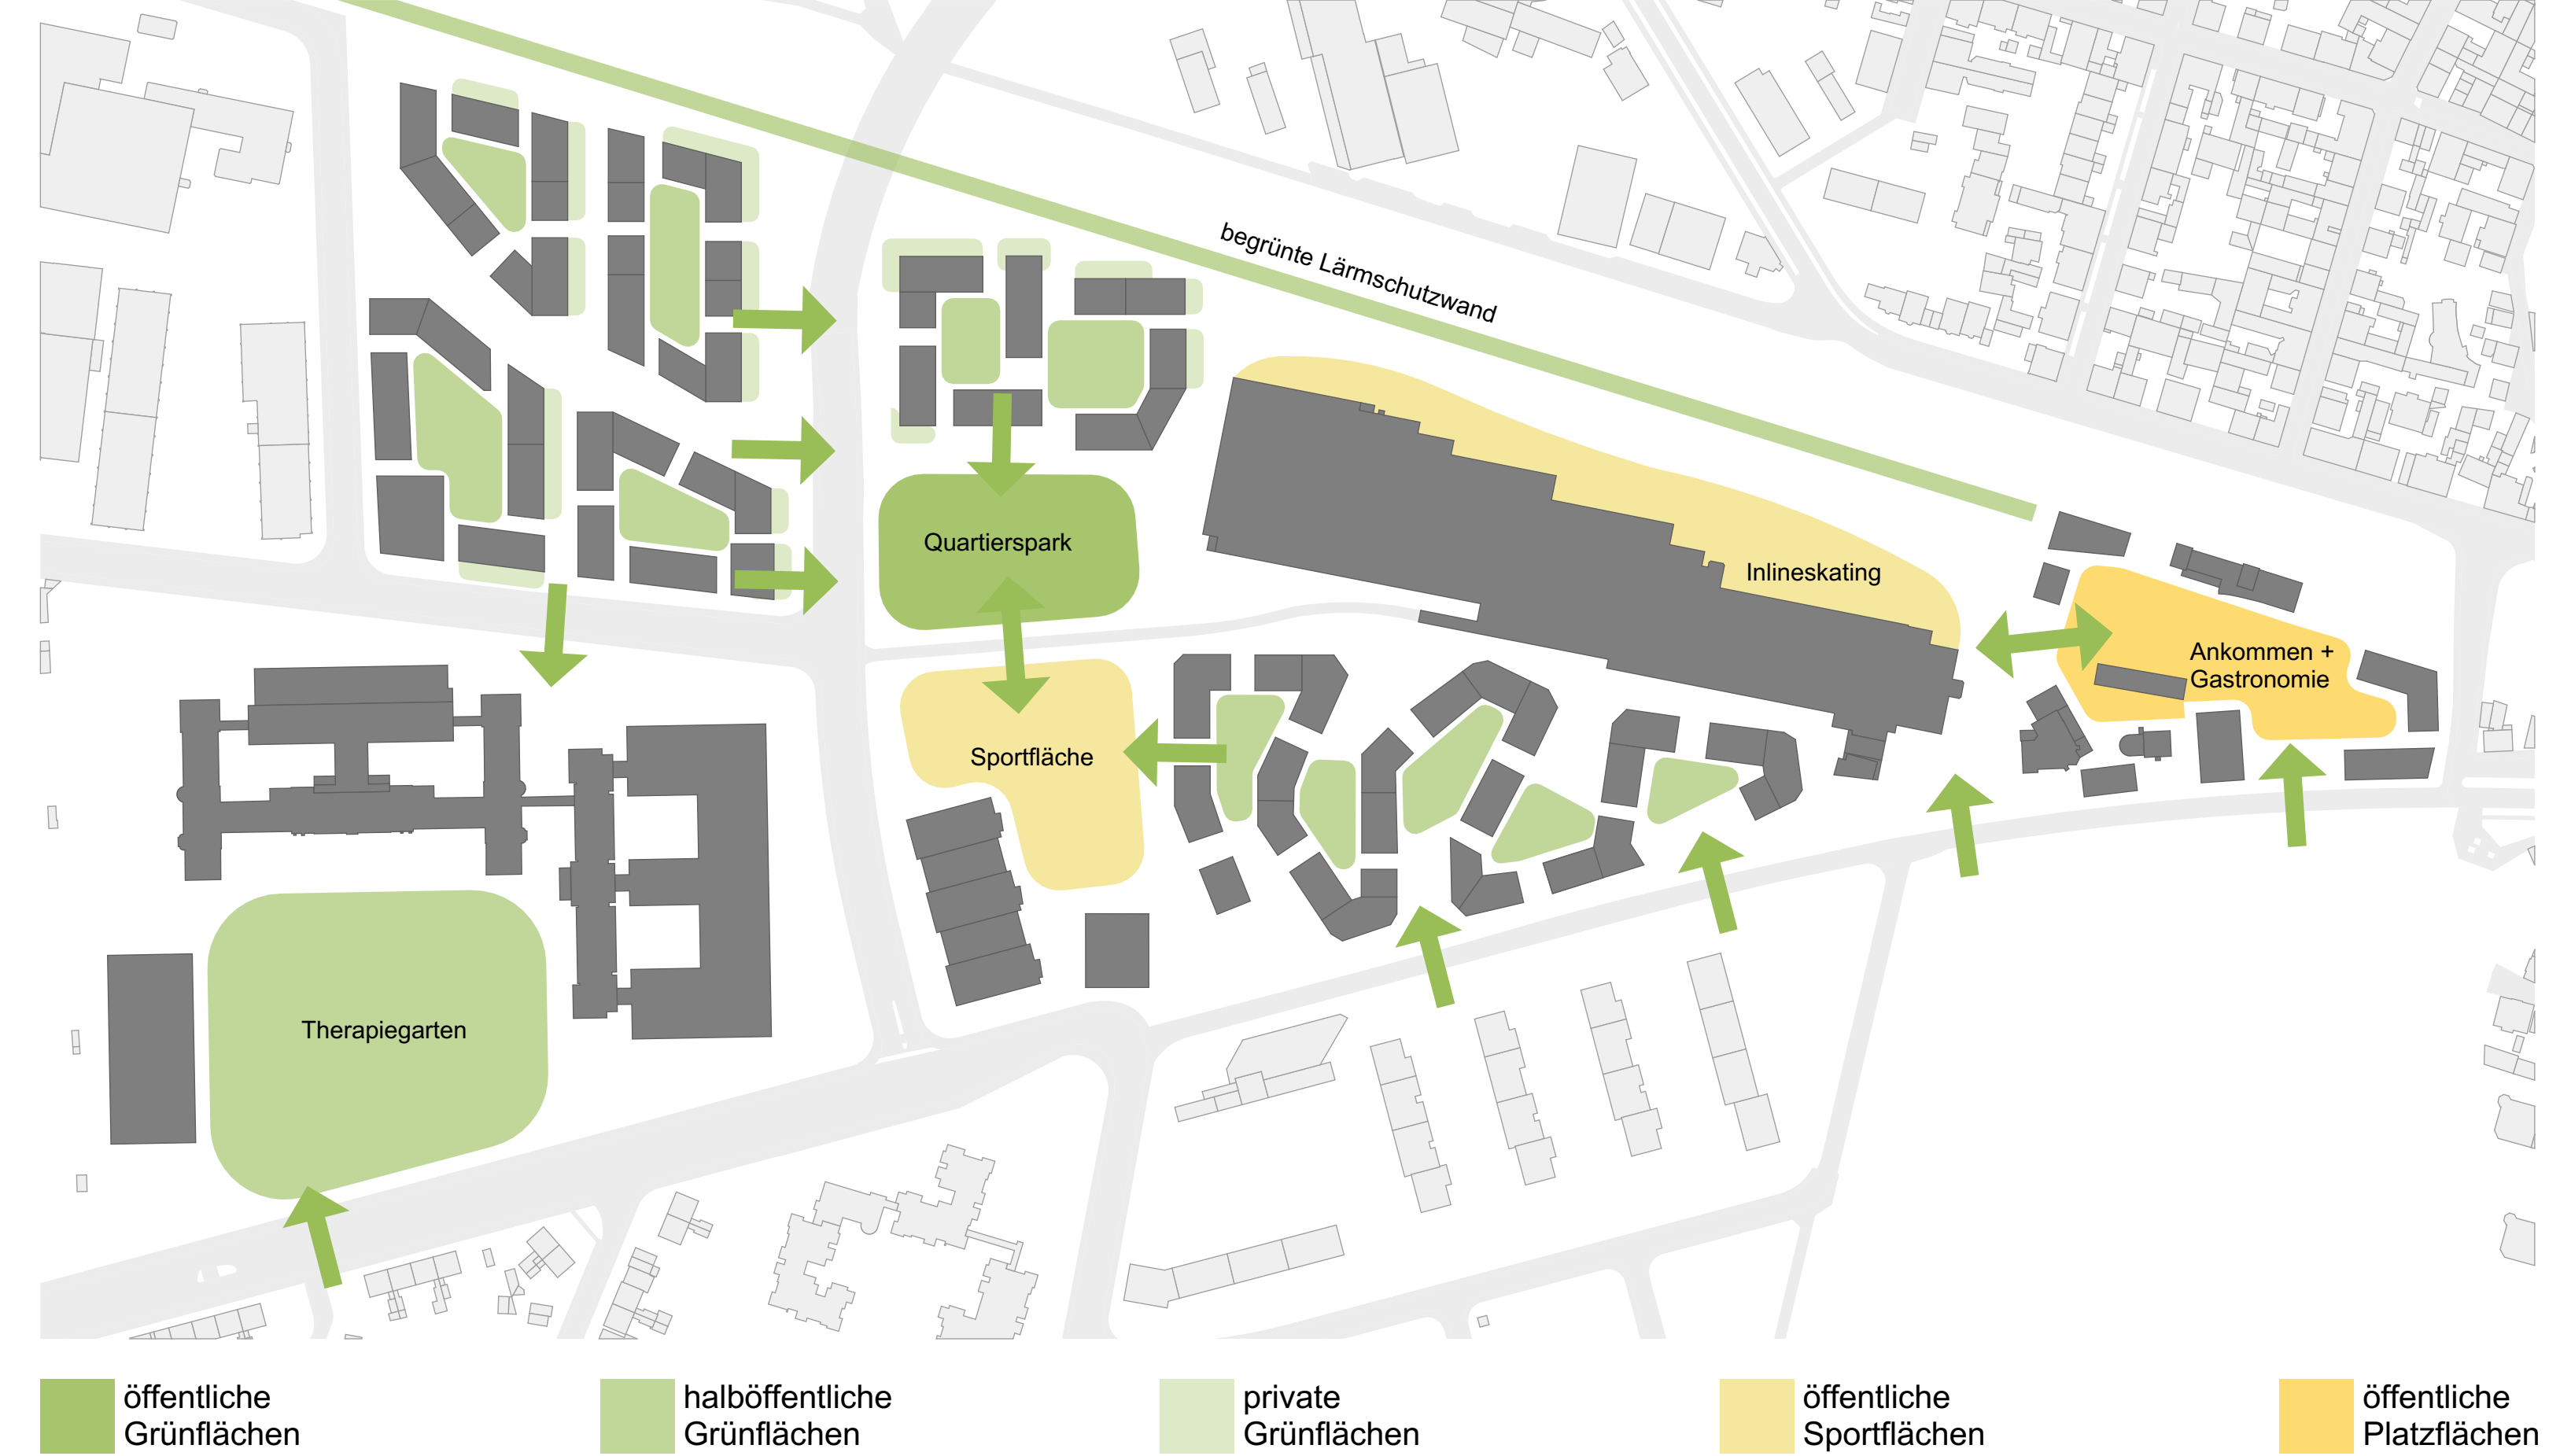 begrünte Lärmschutzwand
Quartierspark
Inlineskating
Ankommen +
Gastronomie
Sportfläche
Therapiegarten
öffentliche
Grünflächen
halböffentliche
Grünflächen
private
Grünflächen
öffentliche
Sportflächen
öffentliche
Platzflächen